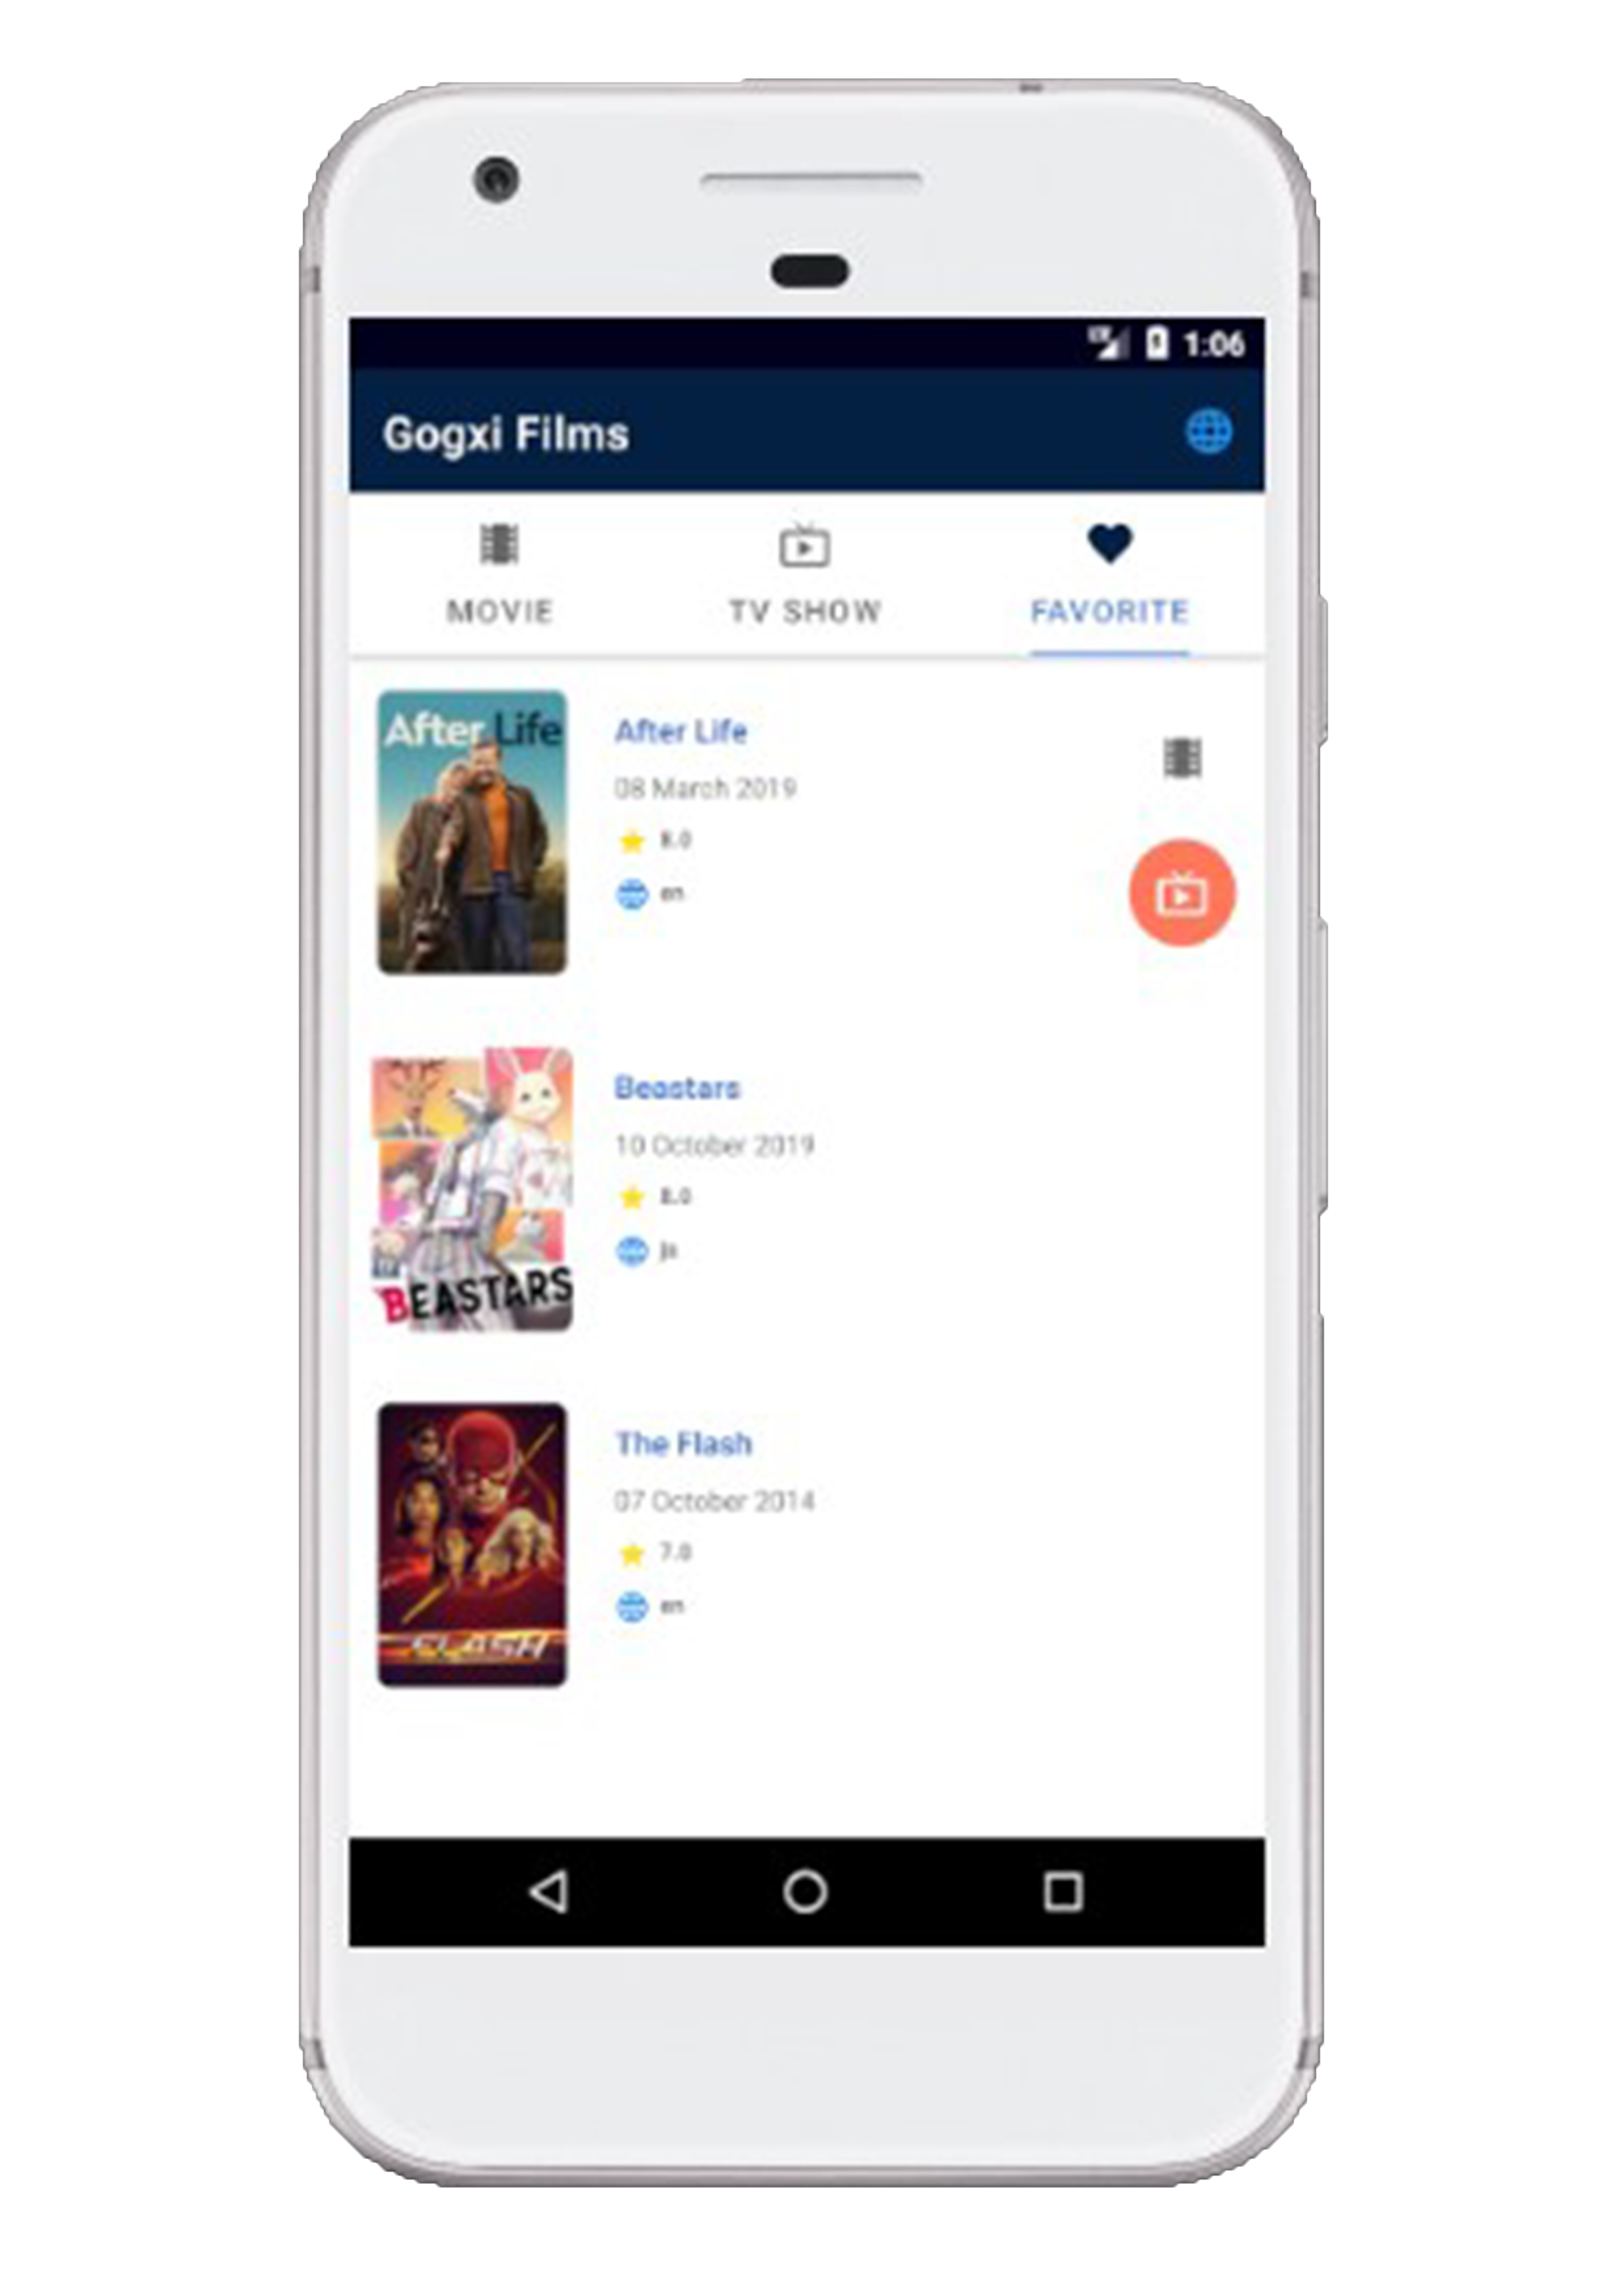 1:06
Gogxi Films
MOVIE
TV SHOW
FAVORITE
After Life
After Life
08 March 2019
8.0
en
Beastars
10 October 2019
8.0
ja
BEASTARS
The Flash
07 October 2014
7.0
en
FLASH